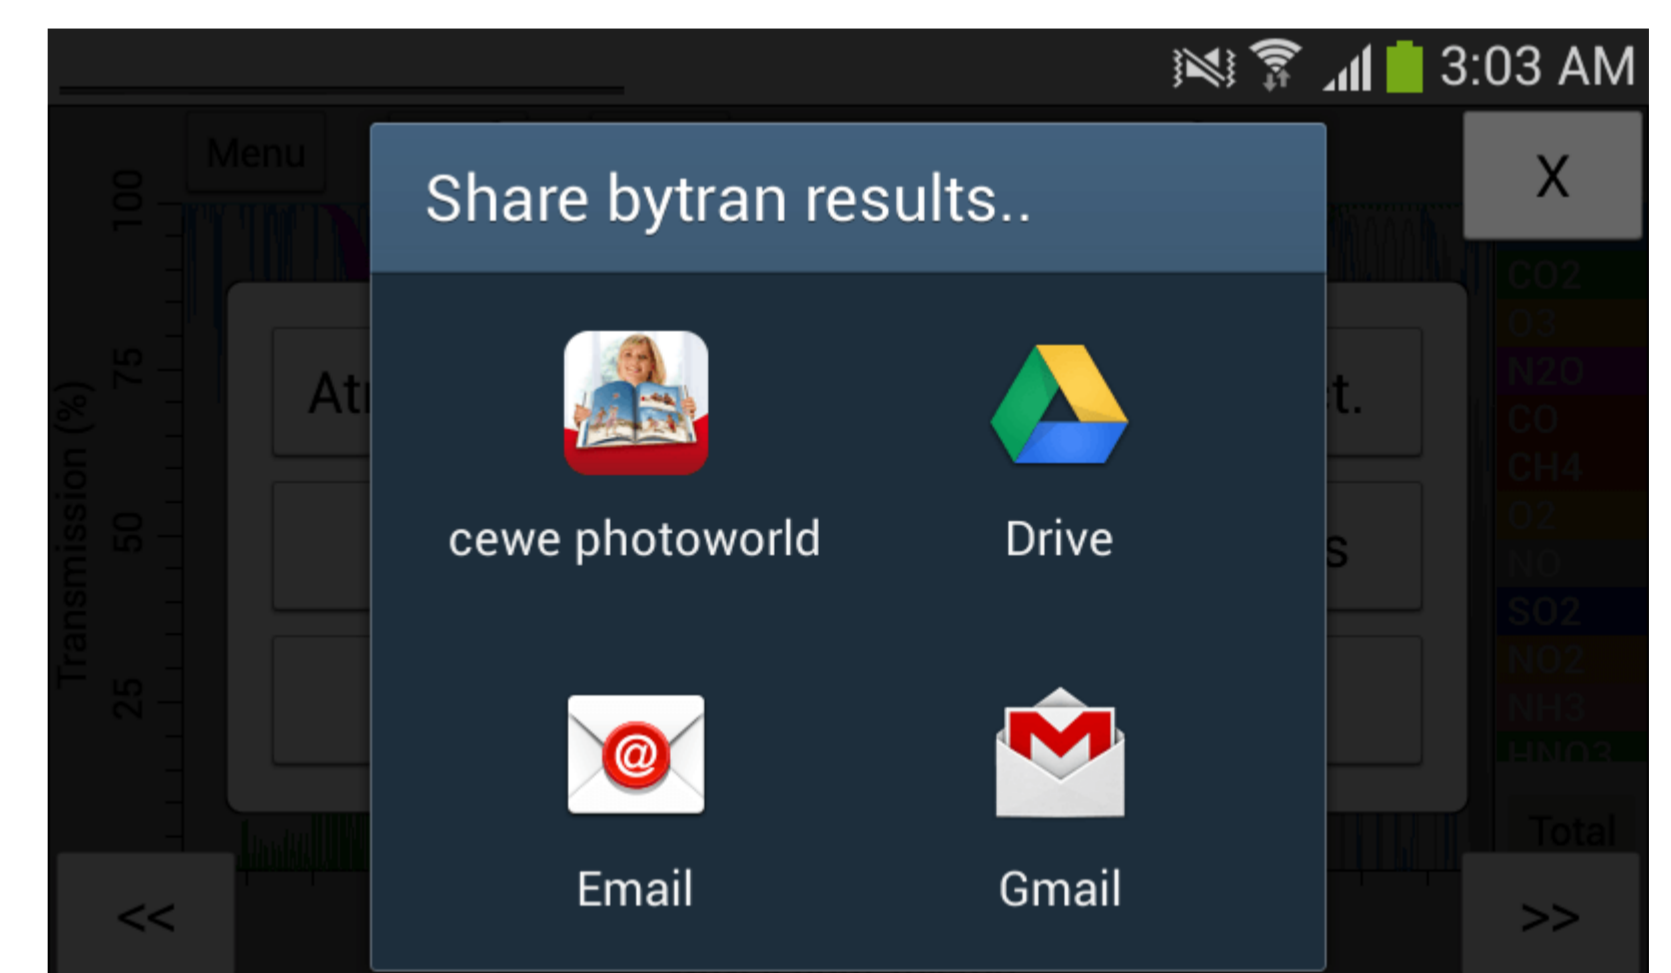 3:03 AM
Menu
X
Share bytran results..
100
75
50
25
Transmission (%)
t.
s
cewe photoworld
Drive
@
Email
Gmail
CO2
O3
N2O
CO
CH4
O2
NO
SO2
NO2
NH3
HNO3
Total
<<
>>